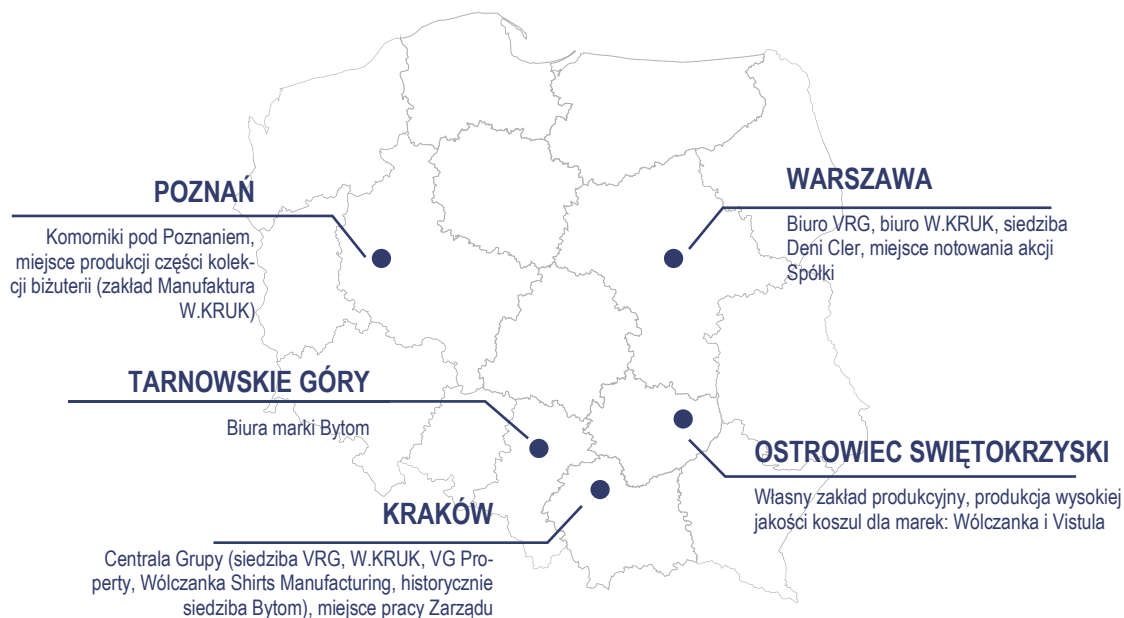 POZNAŃ
Komorniki pod Poznaniem,
miejsce produkcji części kolek-
cji biżuterii (zakład Manufaktura
W.KRUK)
WARSZAWA
Biuro VRG, biuro W.KRUK, siedziba
Deni Cler, miejsce notowania akcji
Spółki
TARNOWSKIE GÓRY
Biura marki Bytom
OSTROWIEC SWIĘTOKRZYSKI
Własny zakład produkcyjny, produkcja wysokiej
jakości koszul dla marek: Wólczanka i Vistula
KRAKÓW
Centrala Grupy (siedziba VRG, W.KRUK, VG Pro-
perty, Wólczanka Shirts Manufacturing, historycznie
siedziba Bytom), miejsce pracy Zarządu